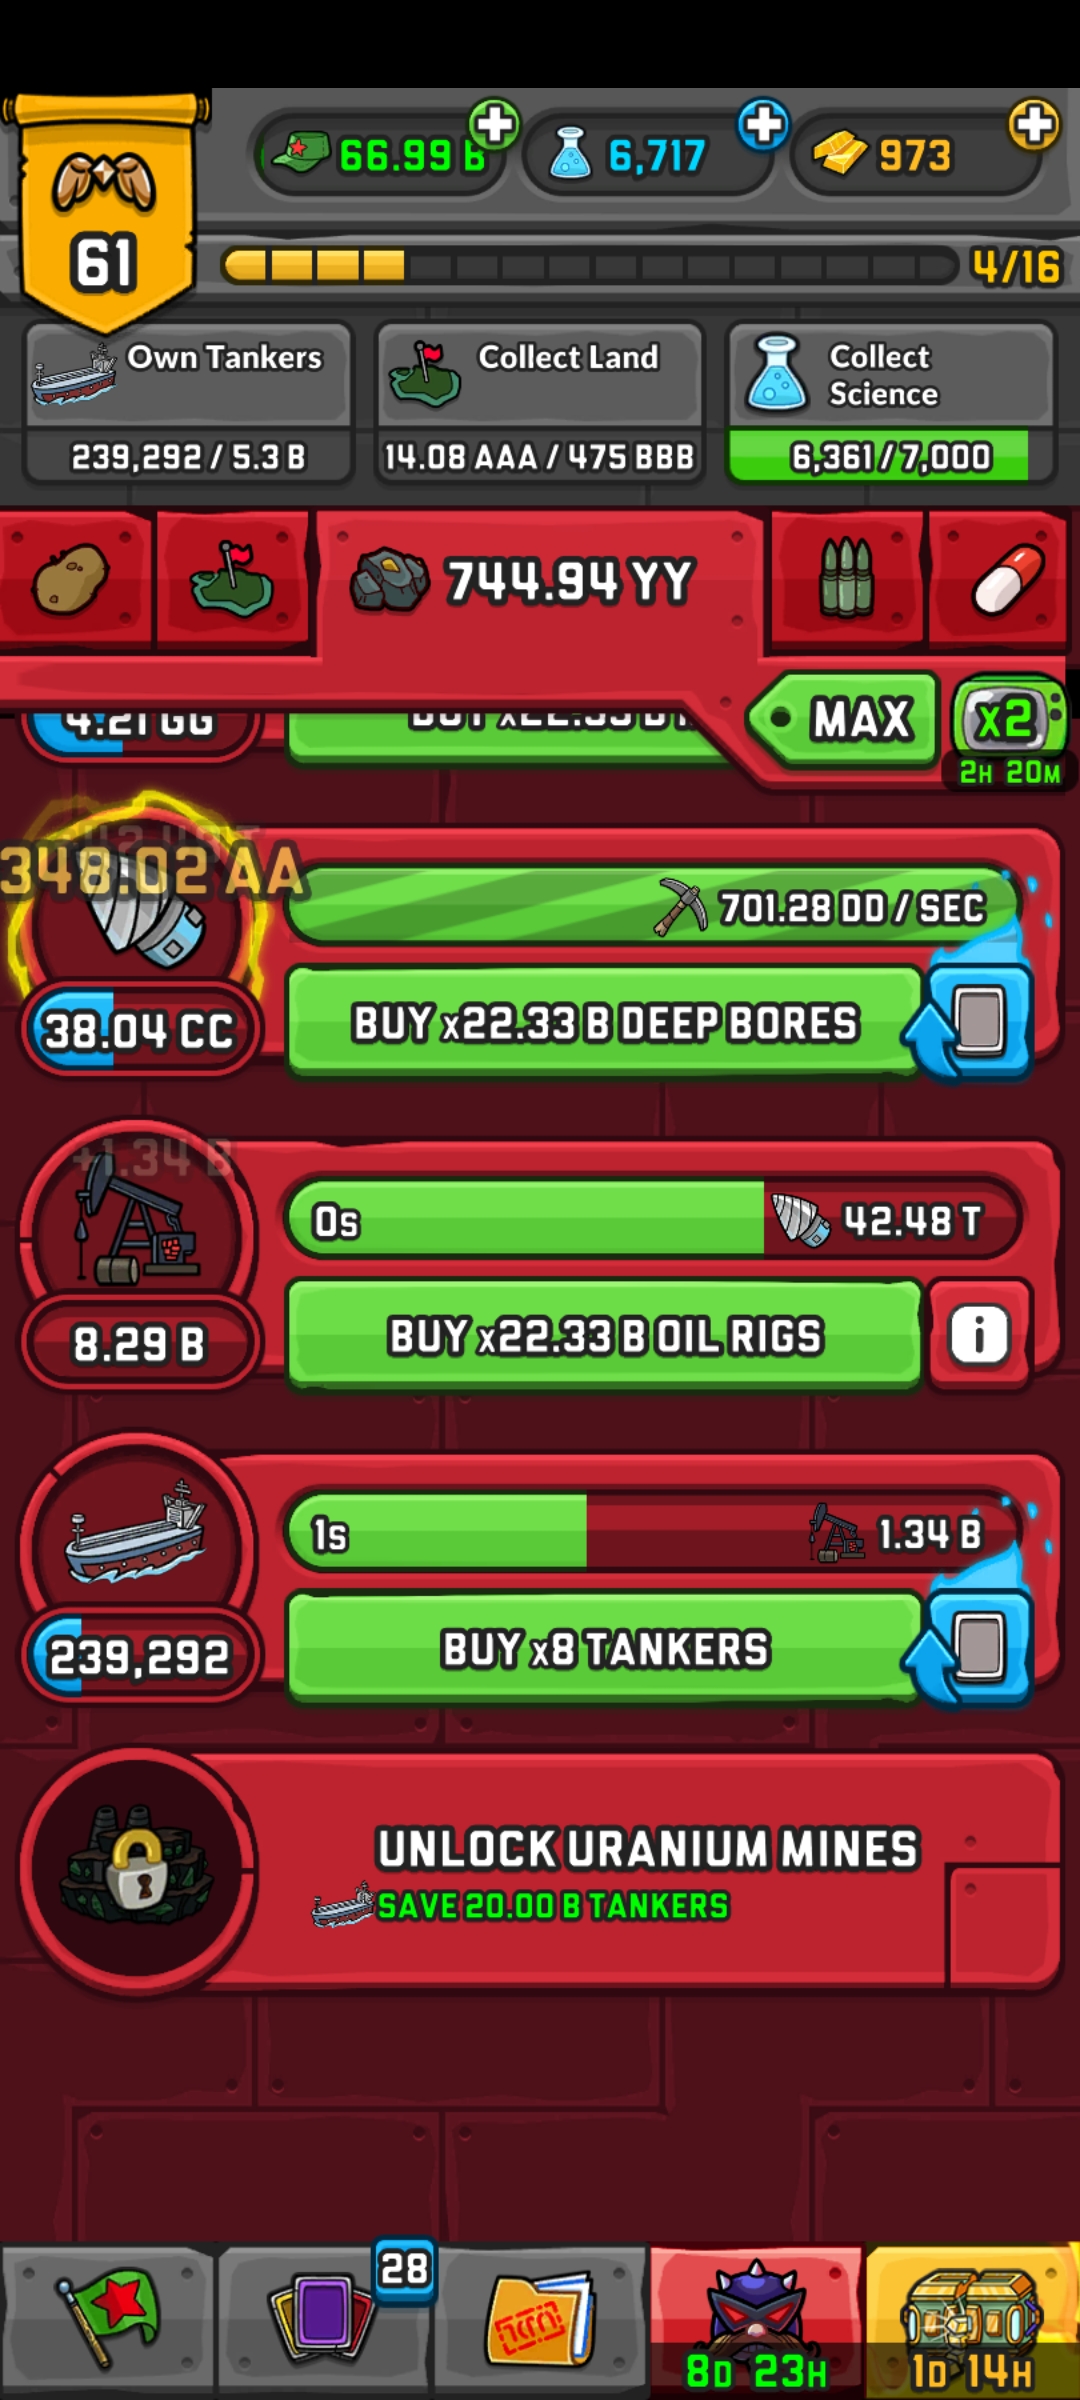 66.99 B
6,717
973
61
4/16
Own Tankers
239,292 / 5.3 B
Collect Land
14.08 AAA / 475 BBB
Collect
Science
6,361 / 7,000
744.94 YY
MAX
x2
2H 20M
4.21 GG
348.02 AA
701.28 DD / SEC
38.04 CC
BUY x22.33 B DEEP BORES
+1.34 B
0s
42.48 T
8.29 B
BUY x22.33 B OIL RIGS
i
1s
1.34 B
239,292
BUY x8 TANKERS
UNLOCK URANIUM MINES
SAVE 20.00 B TANKERS
28
8D 23H
1D 14H